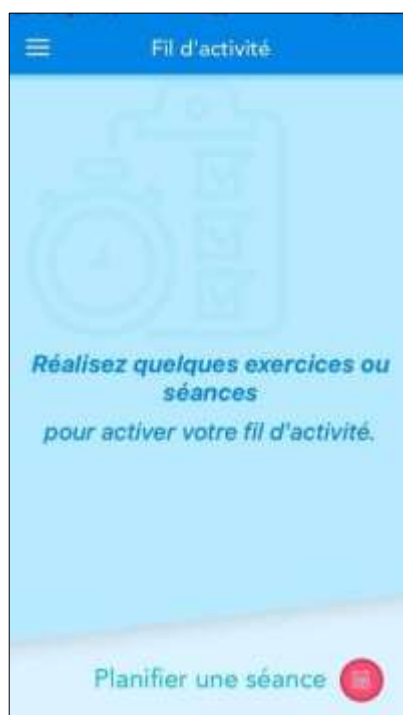 Fil d'activité
Réalisez quelques exercices ou
séances
pour activer votre fil d'activité.
Planifier une séance